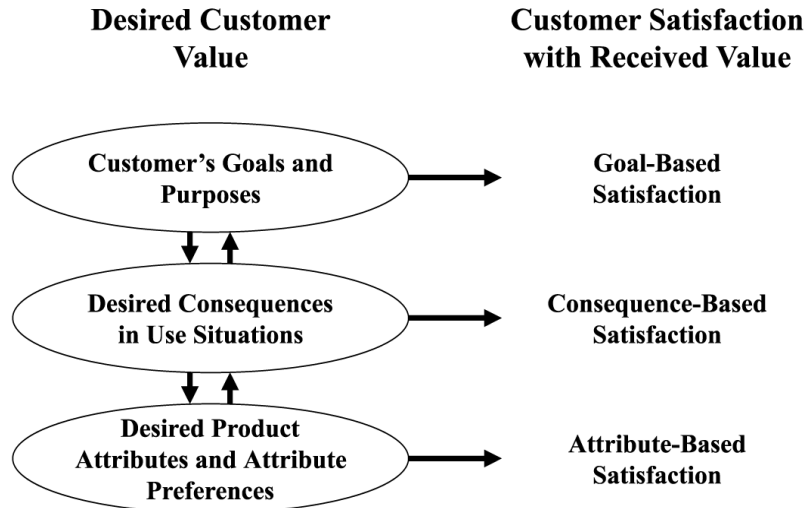 Desired Customer
Value
Customer Satisfaction
with Received Value
Customer’s Goals and
Purposes
Goal-Based
Satisfaction
Desired Consequences
in Use Situations
Consequence-Based
Satisfaction
Desired Product
Attributes and Attribute
Preferences
Attribute-Based
Satisfaction